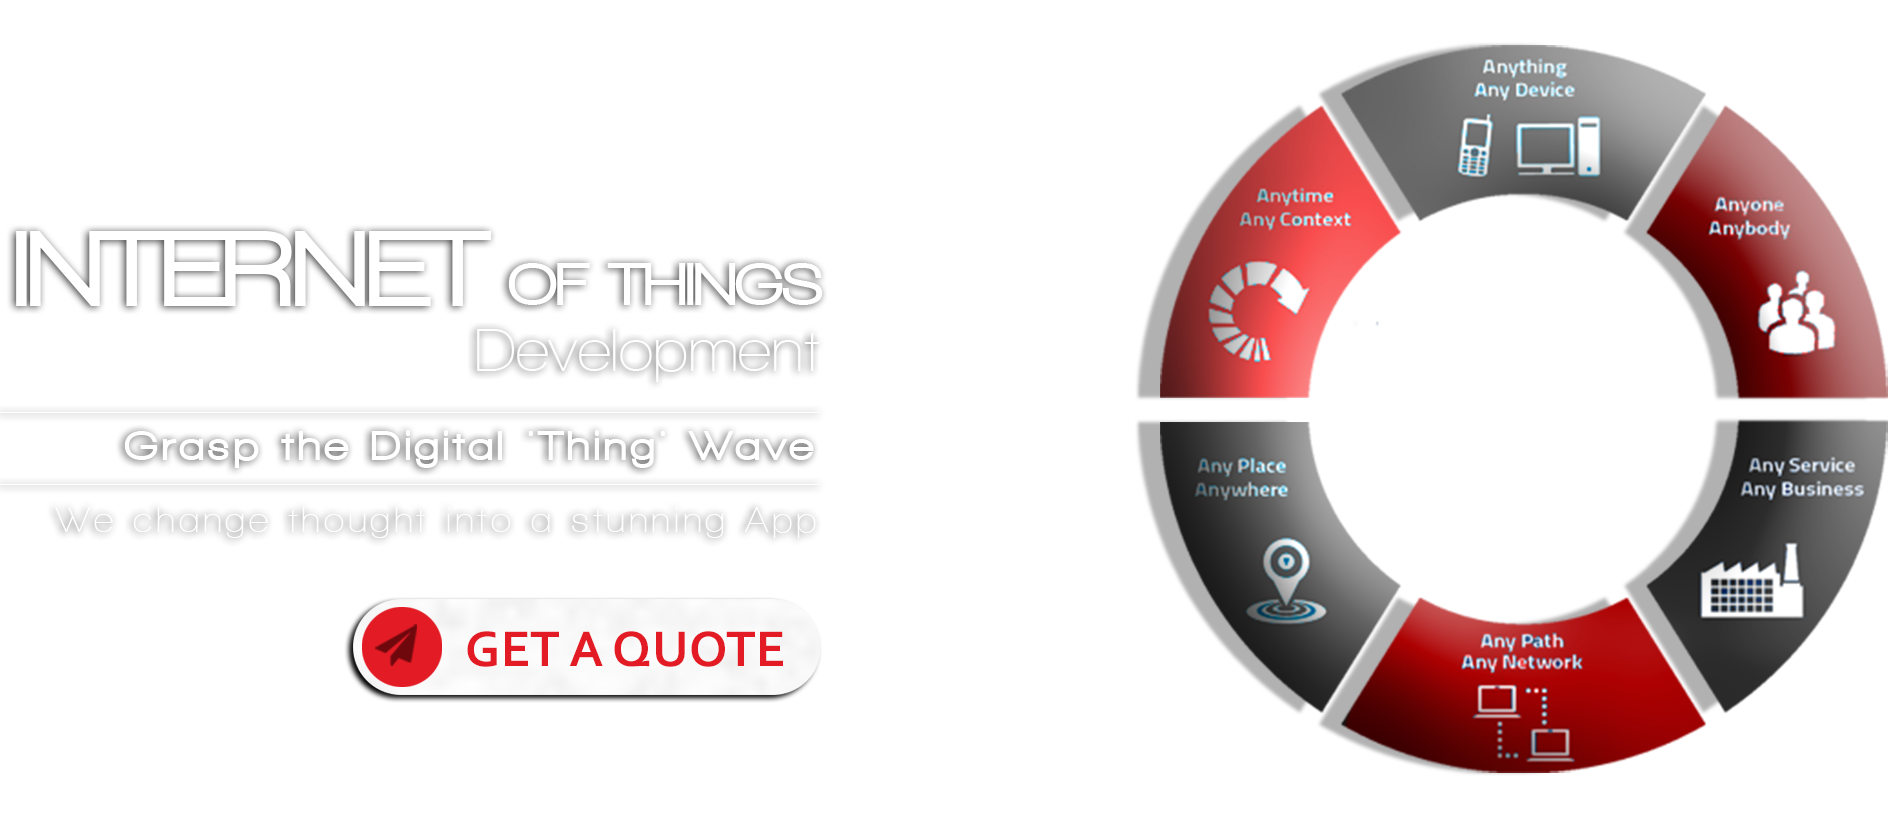 INTERNET OF THINGS
Development
Grasp the Digital 'Thing' Wave
We change thought into a stunning App
GET A QUOTE
Anything
Any Device
Anyone
Anybody
Any Service
Any Business
Any Path
Any Network
Any Place
Anywhere
Anytime
Any Context